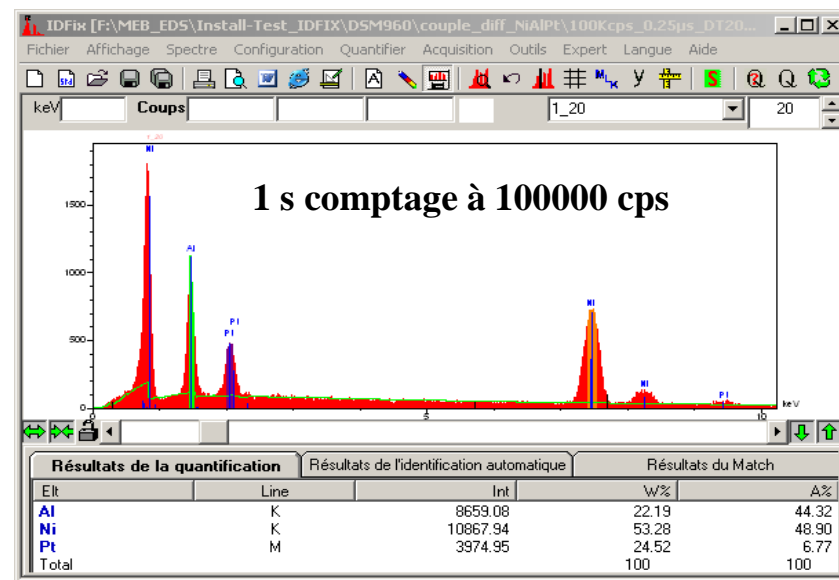 IDFix [F:\MEB_EDS\Install-Test_IDFIX\DSM960\couple_diff_NiAlPt\100Kcps_0.25µs_DT20...
Fichier Affichage Spectre Configuration Quantifier Acquisition Outils Expert Langue Aide
keV Coups 1_20 20
1_20
Ni
1 s comptage à 100000 cps
1500
Al
1000
Pt
Pt
Ni
500
Ni
Pt
0
0 5 10 keV
Résultats de la quantification Résultats de l'identification automatique Résultats du Match
Elt Line Int W% A%
Al K 8659.08 22.19 44.32
Ni K 10867.94 53.28 48.90
Pt M 3974.95 24.52 6.77
Total 100 100